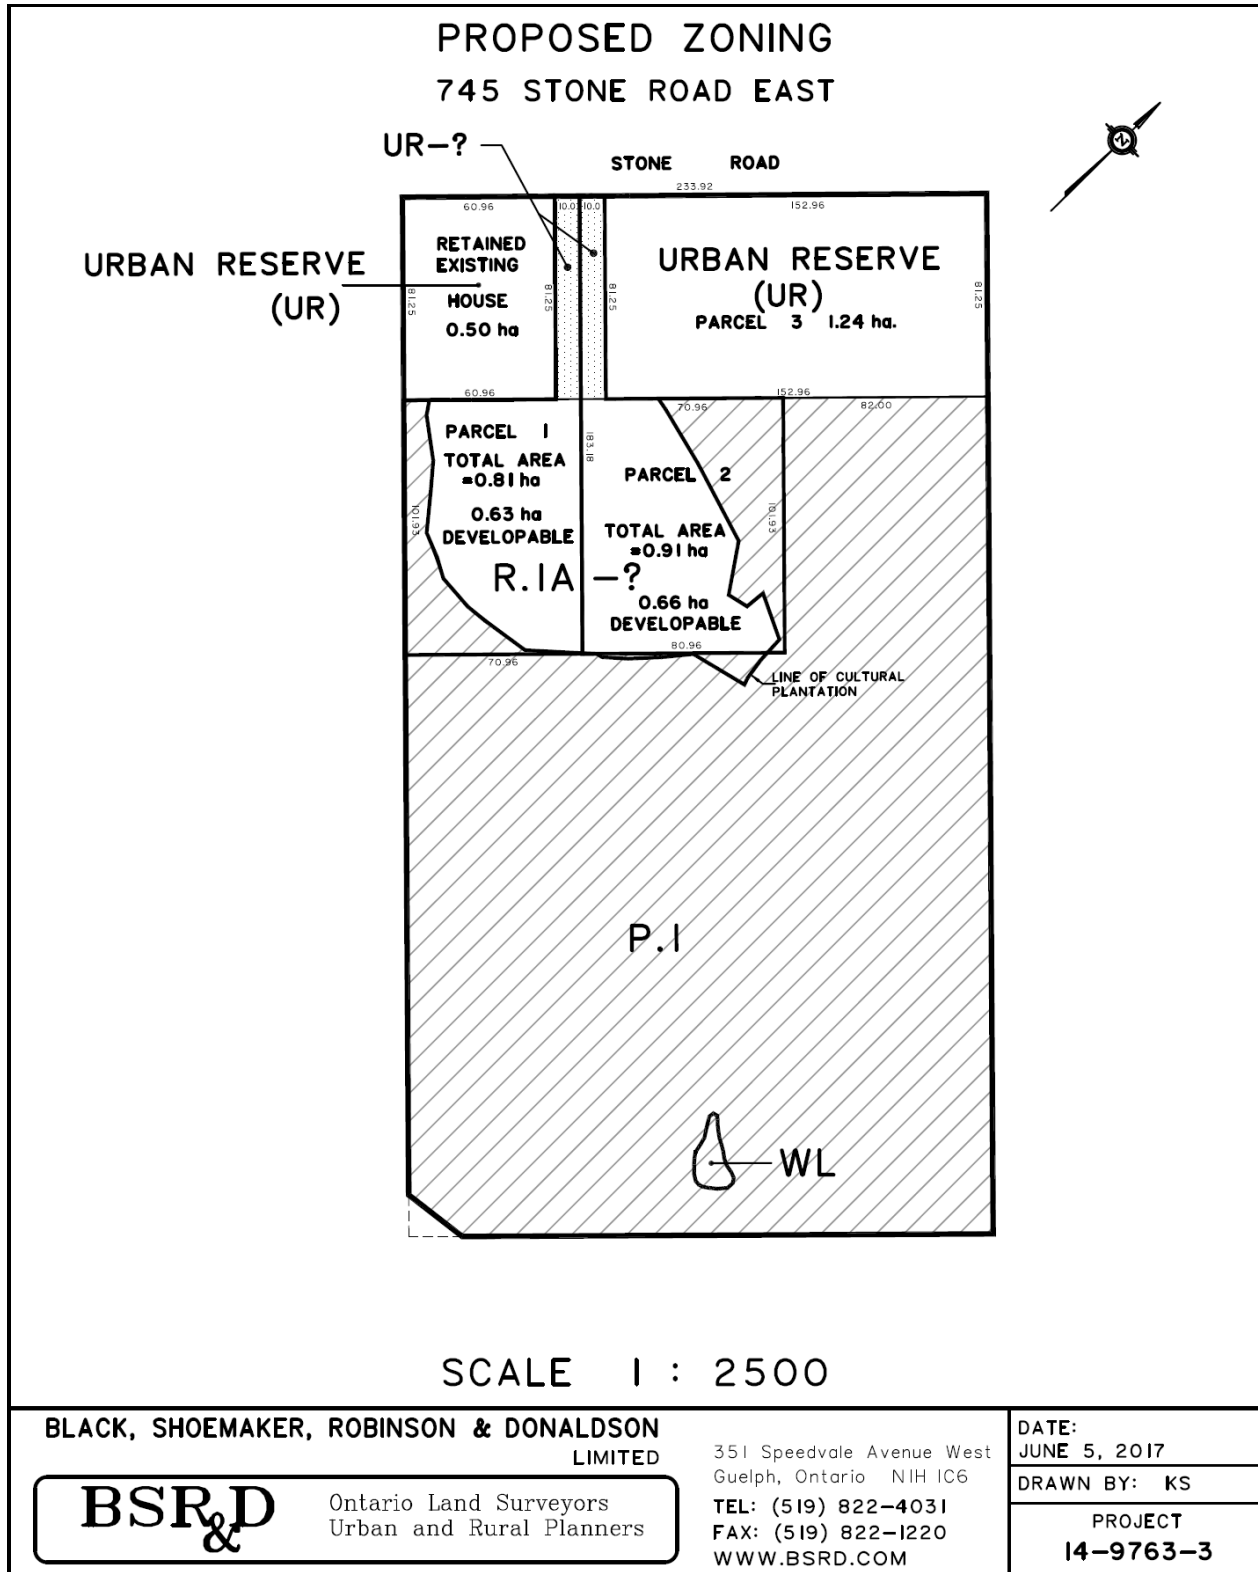 PROPOSED ZONING
745 STONE ROAD EAST
UR-?
STONE ROAD
233.92
N
60.96
10.0
10.0
152.96
RETAINED
EXISTING
HOUSE
0.50 ha
URBAN RESERVE
(UR)
81.25
81.25
81.25
81.25
URBAN RESERVE
(UR)
PARCEL 3 1.24 ha.
60.96
152.96
70.96
82.00
PARCEL 1
TOTAL AREA
=0.81 ha
0.63 ha
DEVELOPABLE
183.18
PARCEL 2
TOTAL AREA
=0.91 ha
101.93
101.93
R.1A -?
0.66 ha
DEVELOPABLE
80.96
70.96
LINE OF CULTURAL
PLANTATION
P.1
WL
SCALE 1 : 2500
BLACK, SHOEMAKER, ROBINSON & DONALDSON
LIMITED
BSR&D
Ontario Land Surveyors
Urban and Rural Planners
351 Speedvale Avenue West
Guelph, Ontario N1H 1C6
TEL: (519) 822-4031
FAX: (519) 822-1220
WWW.BSRD.COM
DATE:
JUNE 5, 2017
DRAWN BY: KS
PROJECT
14-9763-3